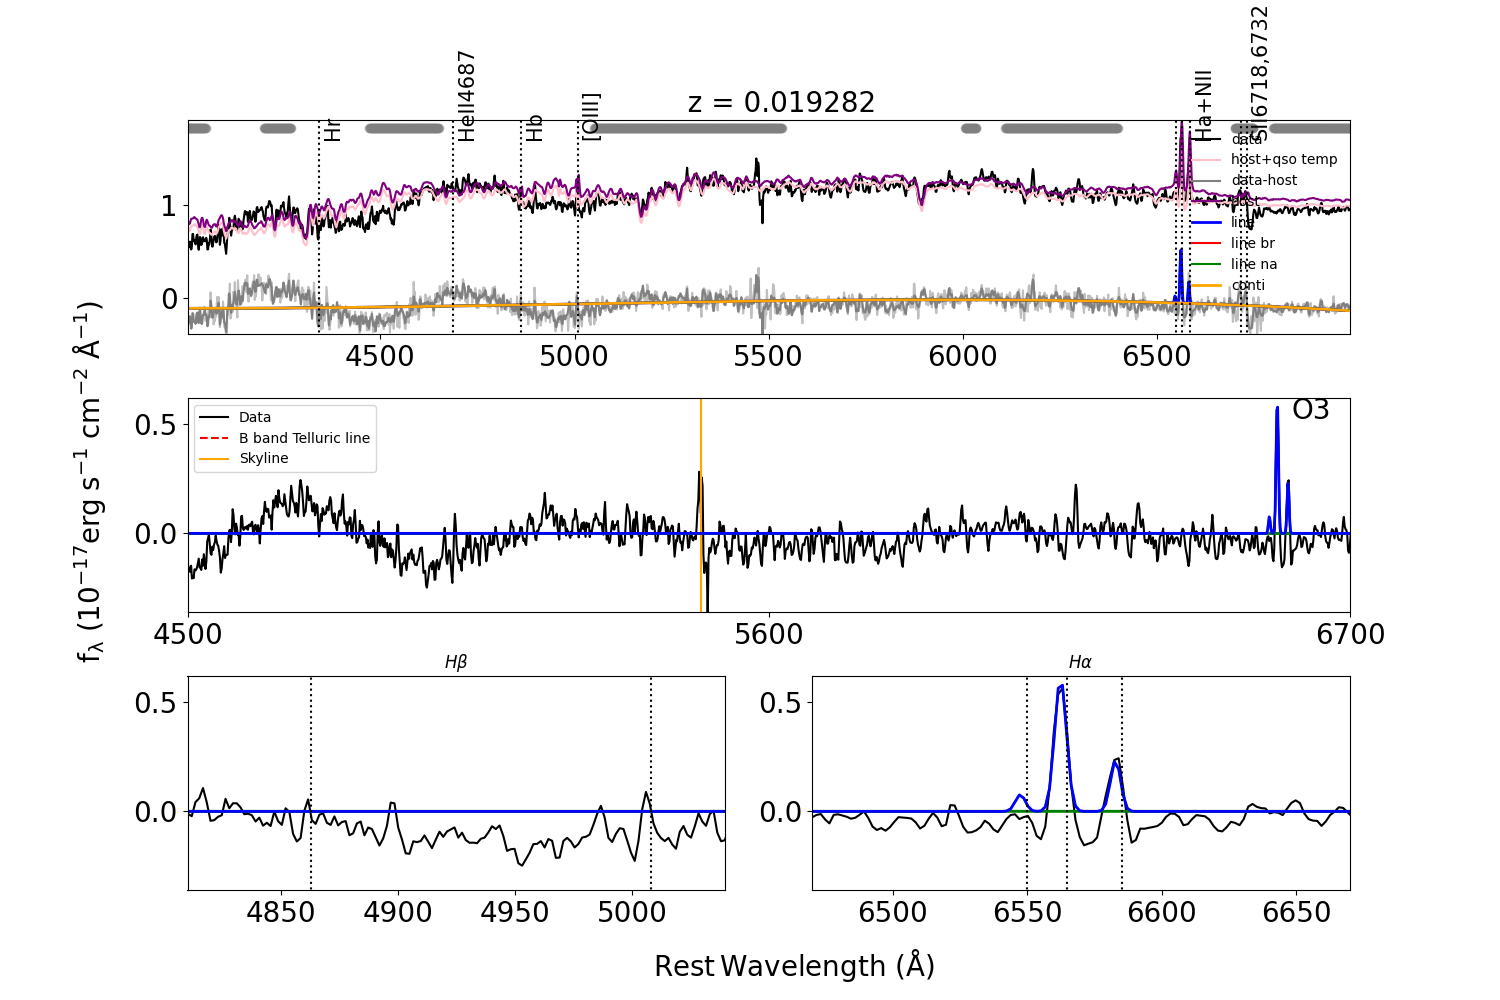 z = 0.019282
Hr
HeII4687
Hb
[OIII]
Ha+NII
SII6718,6732
data
host+qso temp
data-host
host
line
line br
line na
conti
1
0
4500
5000
5500
6000
6500
Data
B band Telluric line
Skyline
O3
0.5
0.0
4500
5600
6700
fλ (10⁻¹⁷erg s⁻¹ cm⁻² Å⁻¹)
Hβ
0.5
0.0
4850
4900
4950
5000
Hα
0.5
0.0
6500
6550
6600
6650
Rest Wavelength (Å)